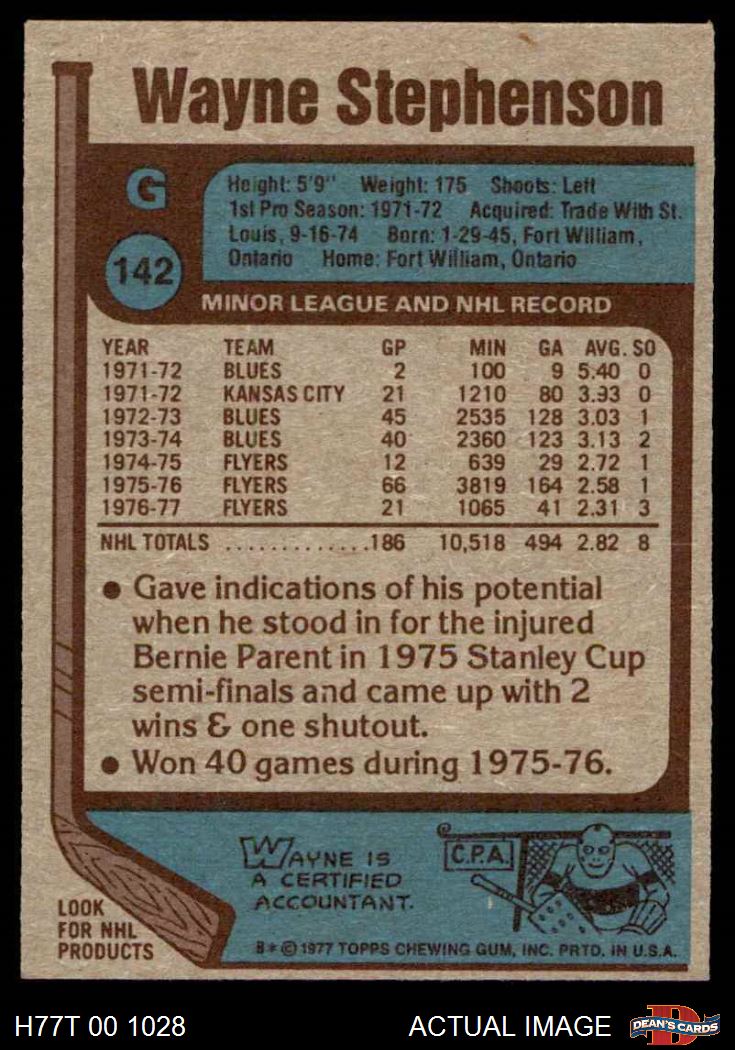 Wayne Stephenson
G
142
Height: 5'9" Weight: 175 Shoots: Left
1st Pro Season: 1971-72 Acquired: Trade With St.
Louis, 9-16-74 Born: 1-29-45, Fort William,
Ontario Home: Fort William, Ontario
MINOR LEAGUE AND NHL RECORD
YEAR TEAM GP MIN GA AVG. SO
1971-72 BLUES 2 100 9 5.40 0
1971-72 KANSAS CITY 21 1210 80 3.93 0
1972-73 BLUES 45 2535 128 3.03 1
1973-74 BLUES 40 2360 123 3.13 2
1974-75 FLYERS 12 639 29 2.72 1
1975-76 FLYERS 66 3819 164 2.58 1
1976-77 FLYERS 21 1065 41 2.31 3
NHL TOTALS .............186 10,518 494 2.82 8
● Gave indications of his potential
when he stood in for the injured
Bernie Parent in 1975 Stanley Cup
semi-finals and came up with 2
wins & one shutout.
● Won 40 games during 1975-76.
WAYNE IS
A CERTIFIED
ACCOUNTANT.
C.P.A.
LOOK
FOR NHL
PRODUCTS
B* © 1977 TOPPS CHEWING GUM, INC. PRTD. IN U.S.A.
H77T 00 1028
ACTUAL IMAGE
D
DEAN'S CARDS